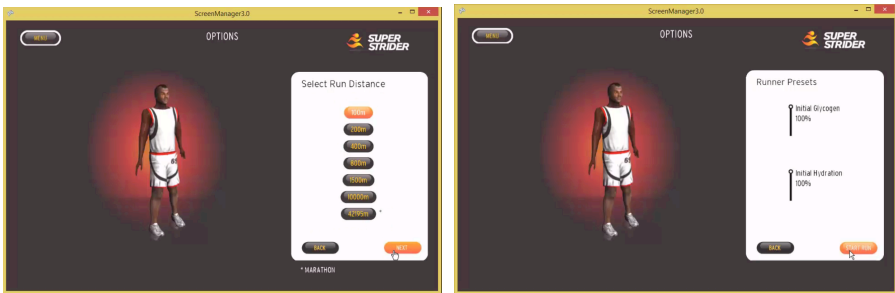 ScreenManager3.0
MENU
OPTIONS
SUPER
STRIDER
Select Run Distance
100m
200m
400m
800m
1500m
10000m
42195m *
BACK
NEXT
* MARATHON
ScreenManager3.0
MENU
OPTIONS
SUPER
STRIDER
Runner Presets
Initial Glycogen
100%
Initial Hydration
100%
BACK
START RUN